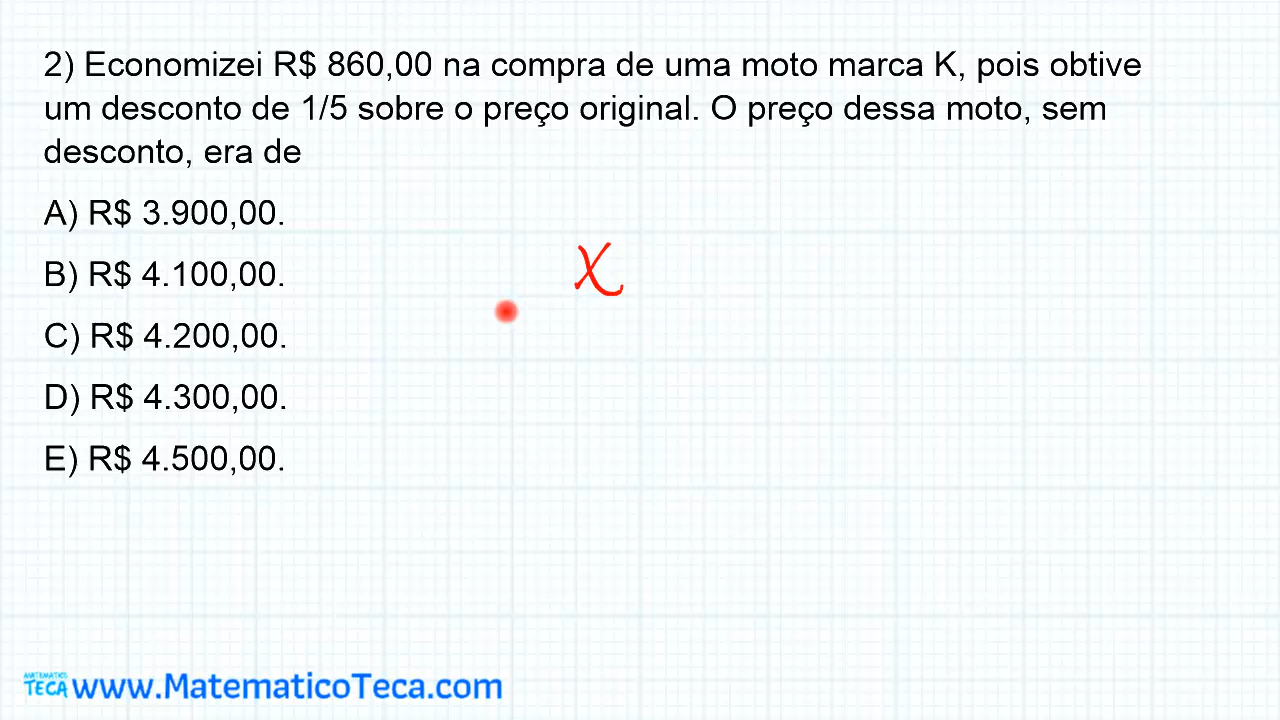 2) Economizei R$ 860,00 na compra de uma moto marca K, pois obtive
um desconto de 1/5 sobre o preço original. O preço dessa moto, sem
desconto, era de
A) R$ 3.900,00.
B) R$ 4.100,00.
x
C) R$ 4.200,00.
D) R$ 4.300,00.
E) R$ 4.500,00.
MATEMATICO
TECA www.MatematicoTeca.com